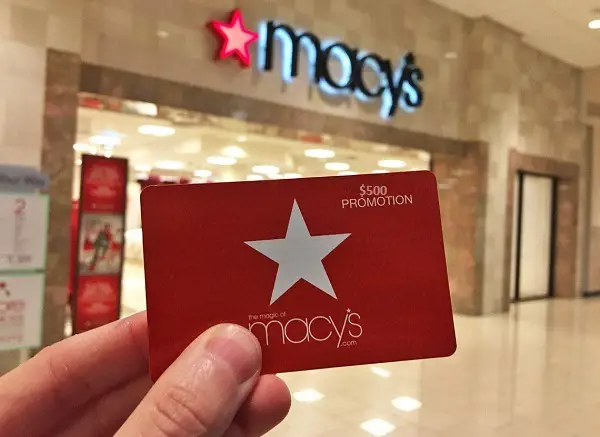 macy's
$500
PROMOTION
the magic of
macy's
.com